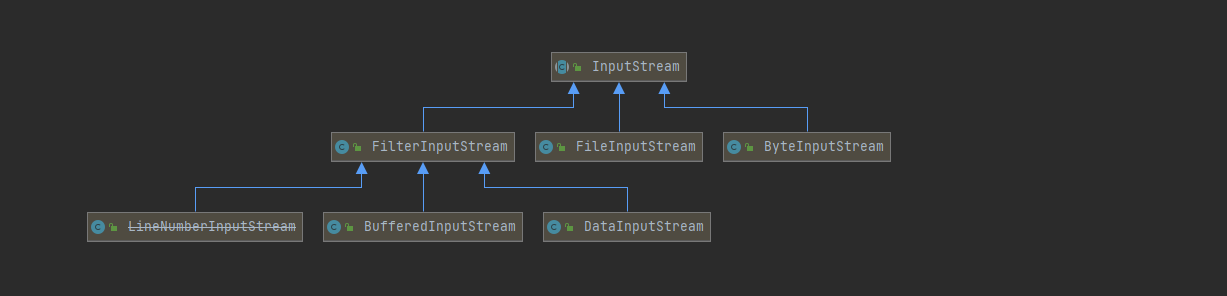 InputStream
FilterInputStream
FileInputStream
ByteInputStream
LineNumberInputStream
BufferedInputStream
DataInputStream